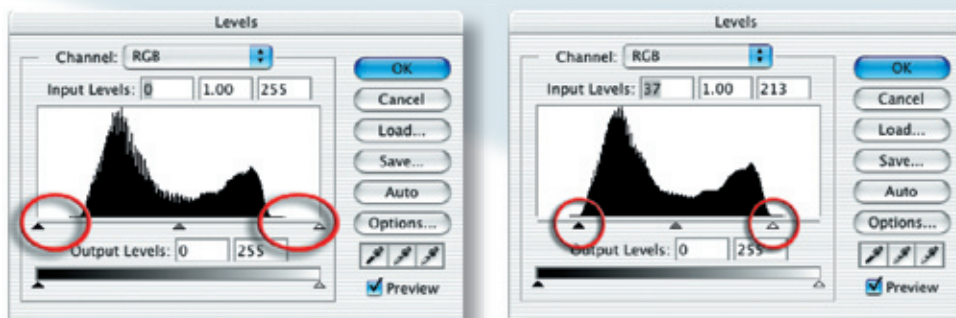 Levels
Channel: RGB
Input Levels: 0 1.00 255
OK
Cancel
Load...
Save...
Auto
Options...
Output Levels: 0 255
Preview
Levels
Channel: RGB
Input Levels: 37 1.00 213
OK
Cancel
Load...
Save...
Auto
Options...
Output Levels: 0 255
Preview